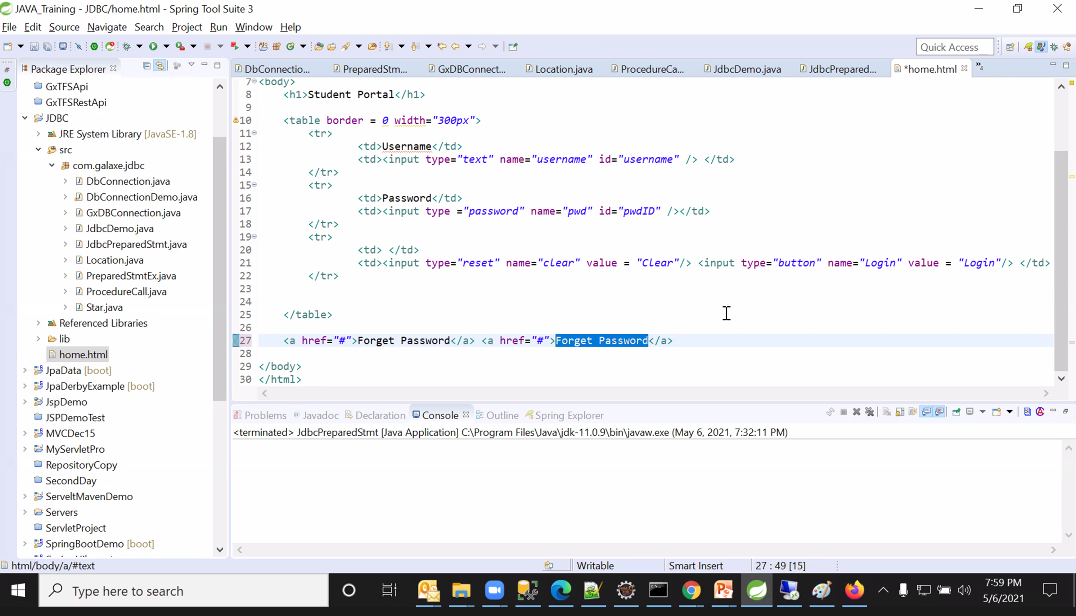 JAVA_Training - JDBC/home.html - Spring Tool Suite 3
File Edit Source Navigate Search Project Run Window Help
Quick Access
Package Explorer
GxTFSApi
GxTFSRestApi
JDBC
JRE System Library [JavaSE-1.8]
src
com.galaxe.jdbc
DbConnection.java
DbConnectionDemo.java
GxDBConnection.java
JdbcDemo.java
JdbcPreparedStmt.java
Location.java
PreparedStmtEx.java
ProcedureCall.java
Star.java
Referenced Libraries
lib
home.html
JpaData [boot]
JpaDerbyExample [boot]
JspDemo
JSPDemoTest
MVCDec15
MyServletPro
RepositoryCopy
SecondDay
ServeltMavenDemo
Servers
ServletProject
SpringBootDemo [boot]
DbConnectio... PreparedStm... GxDBConnect... Location.java ProcedureCa... JdbcDemo.java JdbcPrepared... *home.html
7 <body>
8 <h1>Student Portal</h1>
9
10 <table border = 0 width="300px">
11 <tr>
12 <td>Username</td>
13 <td><input type="text" name="username" id="username" /> </td>
14 </tr>
15 <tr>
16 <td>Password</td>
17 <td><input type ="password" name="pwd" id="pwdID" /></td>
18 </tr>
19 <tr>
20 <td> </td>
21 <td><input type="reset" name="clear" value = "Clear"/> <input type="button" name="Login" value = "Login"/> </td>
22 </tr>
23
24
25 </table>
26
27 <a href="#">Forget Password</a> <a href="#">Forget Password</a>
28
29 </body>
30 </html>
Problems Javadoc Declaration Console Outline Spring Explorer
<terminated> JdbcPreparedStmt [Java Application] C:\Program Files\Java\jdk-11.0.9\bin\javaw.exe (May 6, 2021, 7:32:11 PM)
html/body/a/#text Writable Smart Insert 27 : 49 [15]
Type here to search
7:59 PM
5/6/2021